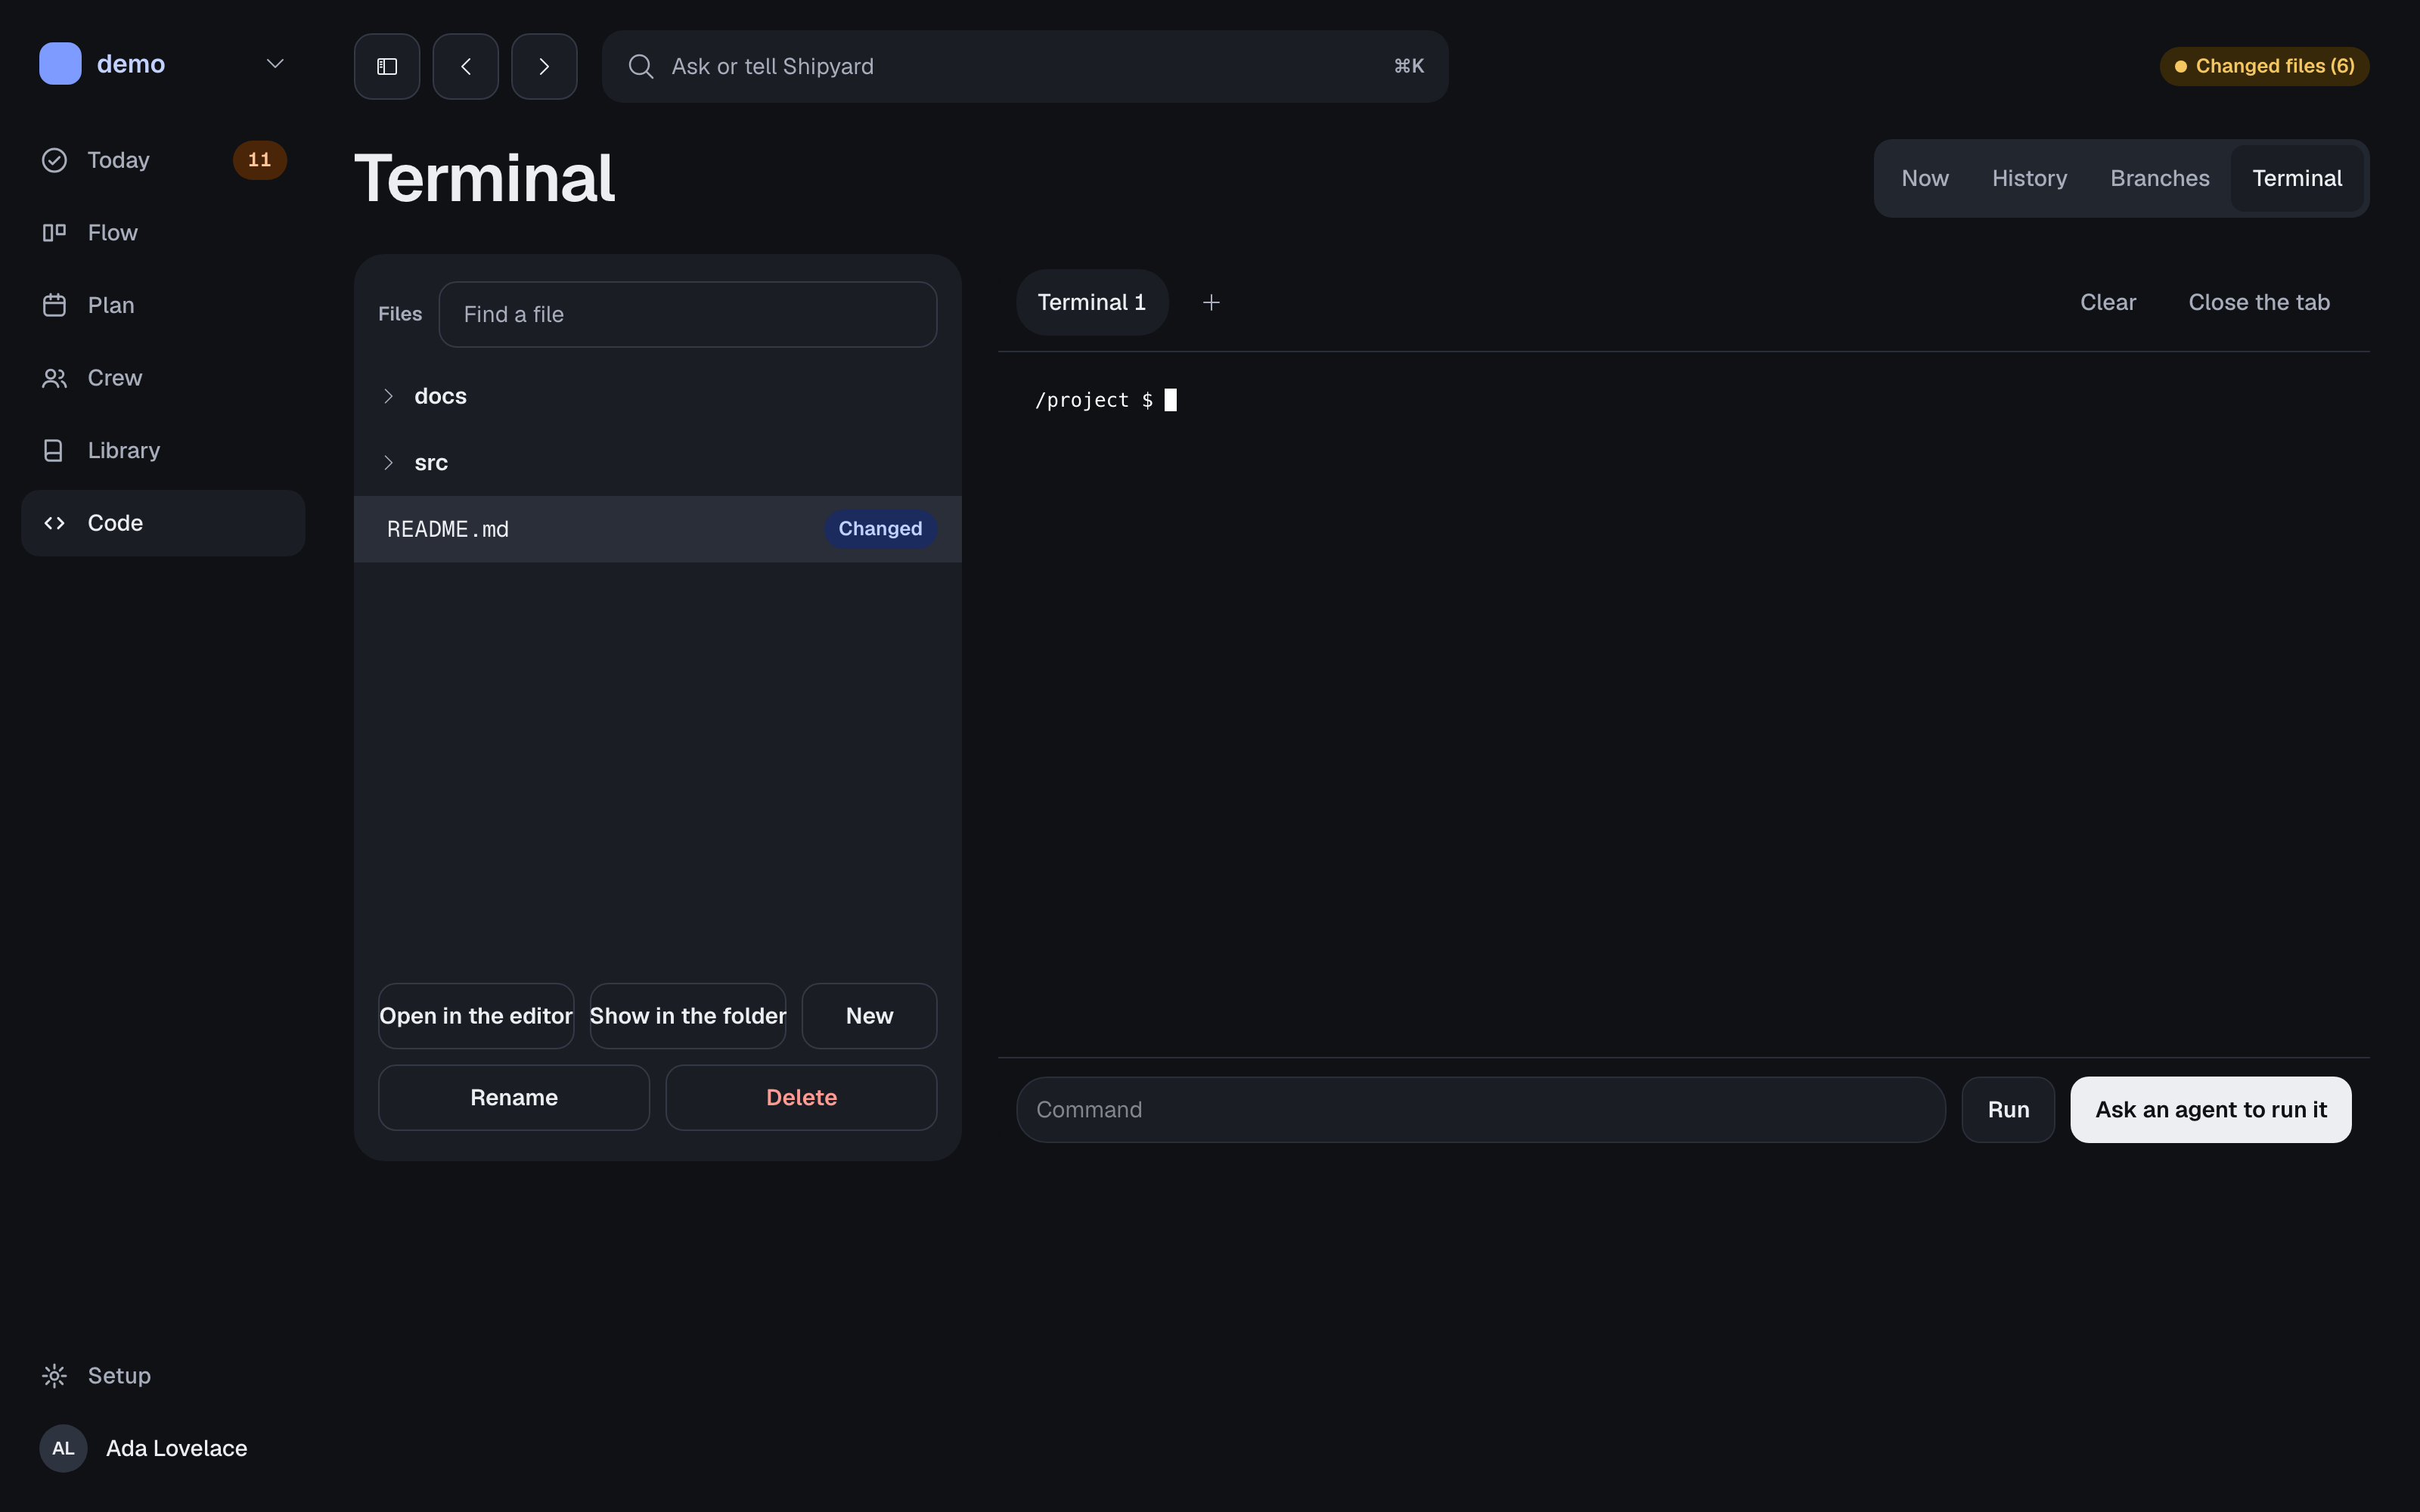 demo
Ask or tell Shipyard
⌘K
Changed files (6)
Today
11
Flow
Plan
Crew
Library
Code
Terminal
Now
History
Branches
Terminal
Files
Find a file
docs
src
README.md
Changed
Open in the editor
Show in the folder
New
Rename
Delete
Terminal 1
Clear
Close the tab
/project $
Command
Run
Ask an agent to run it
Setup
AL
Ada Lovelace